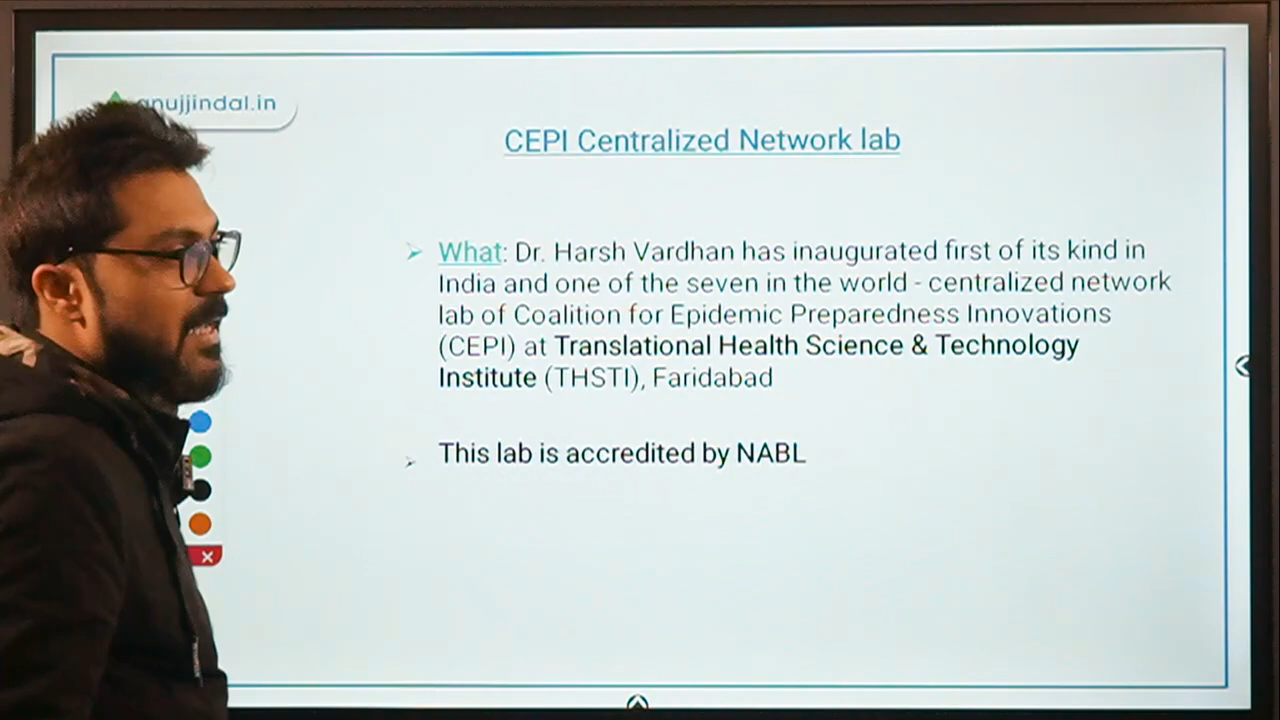 anujjindal.in
CEPI Centralized Network lab
What: Dr. Harsh Vardhan has inaugurated first of its kind in
India and one of the seven in the world - centralized network
lab of Coalition for Epidemic Preparedness Innovations
(CEPI) at Translational Health Science & Technology
Institute (THSTI), Faridabad
This lab is accredited by NABL